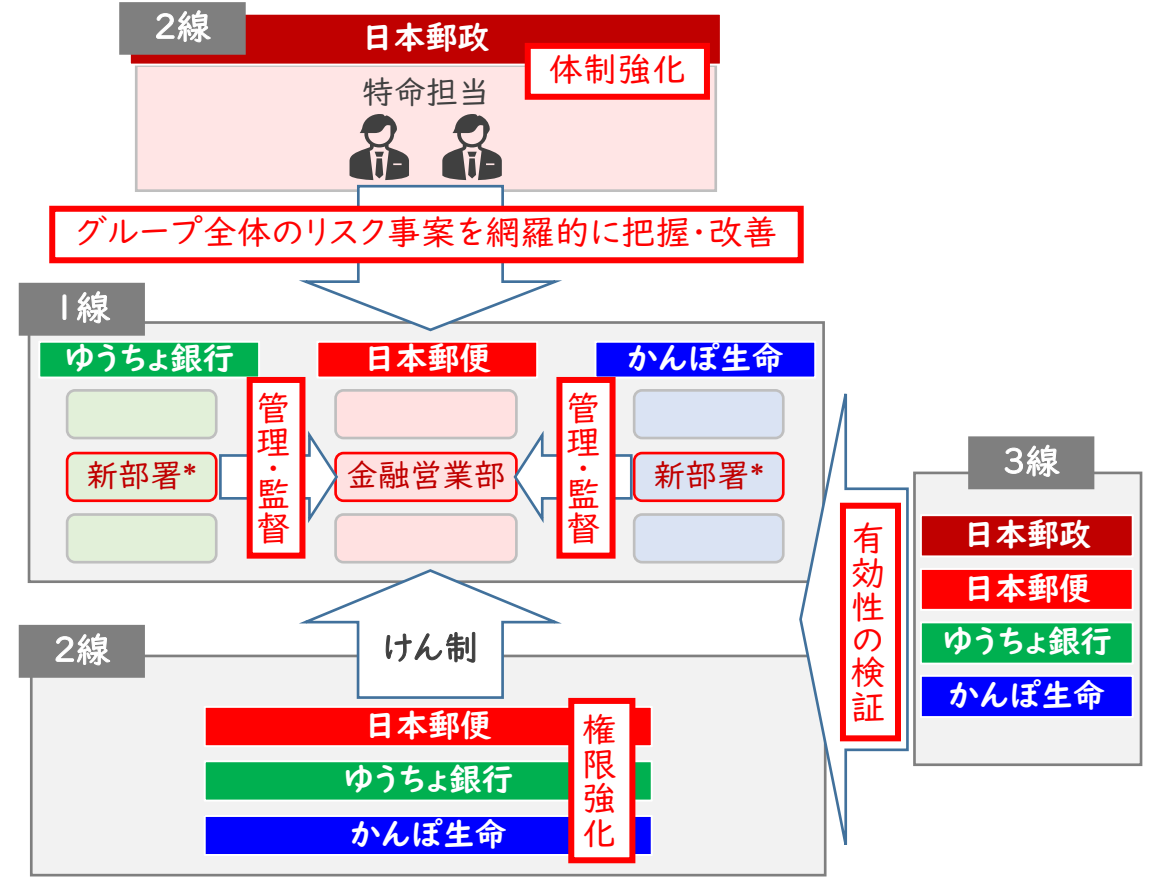 2線
日本郵政
体制強化
特命担当
グループ全体のリスク事案を網羅的に把握・改善
1線
ゆうちょ銀行
日本郵便
かんぽ生命
新部署*
管理・監督
金融営業部
管理・監督
新部署*
3線
日本郵政
日本郵便
ゆうちょ銀行
かんぽ生命
有効性の検証
けん制
2線
日本郵便
ゆうちょ銀行
かんぽ生命
権限強化